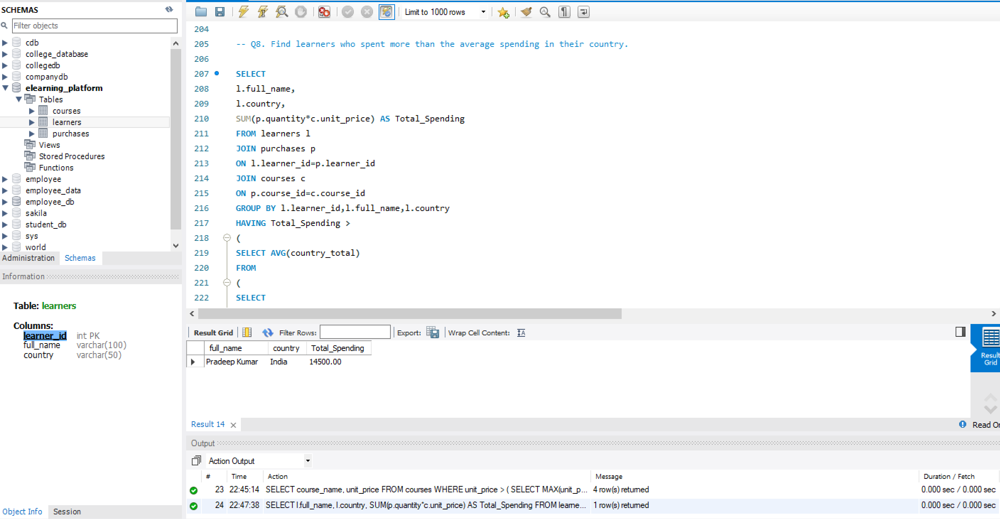 SCHEMAS
Filter objects
cdb
college_database
collegedb
companydb
elearning_platform
Tables
courses
learners
purchases
Views
Stored Procedures
Functions
employee
employee_data
employee_db
sakila
student_db
sys
world
Administration Schemas
Information
Table: learners
Columns:
learner_id int PK
full_name varchar(100)
country varchar(50)
Object Info Session
Limit to 1000 rows
204
205 -- Q8. Find learners who spent more than the average spending in their country.
206
207 SELECT
208 l.full_name,
209 l.country,
210 SUM(p.quantity*c.unit_price) AS Total_Spending
211 FROM learners l
212 JOIN purchases p
213 ON l.learner_id=p.learner_id
214 JOIN courses c
215 ON p.course_id=c.course_id
216 GROUP BY l.learner_id,l.full_name,l.country
217 HAVING Total_Spending >
218 (
219 SELECT AVG(country_total)
220 FROM
221 (
222 SELECT
Result Grid Filter Rows: Export: Wrap Cell Content:
full_name country Total_Spending
Pradeep Kumar India 14500.00
Result
Grid
Result 14 Read On
Output
Action Output
# Time Action Message Duration / Fetch
23 22:45:14 SELECT course_name, unit_price FROM courses WHERE unit_price > ( SELECT MAX(unit_p... 4 row(s) returned 0.000 sec / 0.000 sec
24 22:47:38 SELECT l.full_name, l.country, SUM(p.quantity*c.unit_price) AS Total_Spending FROM learne... 1 row(s) returned 0.000 sec / 0.000 sec